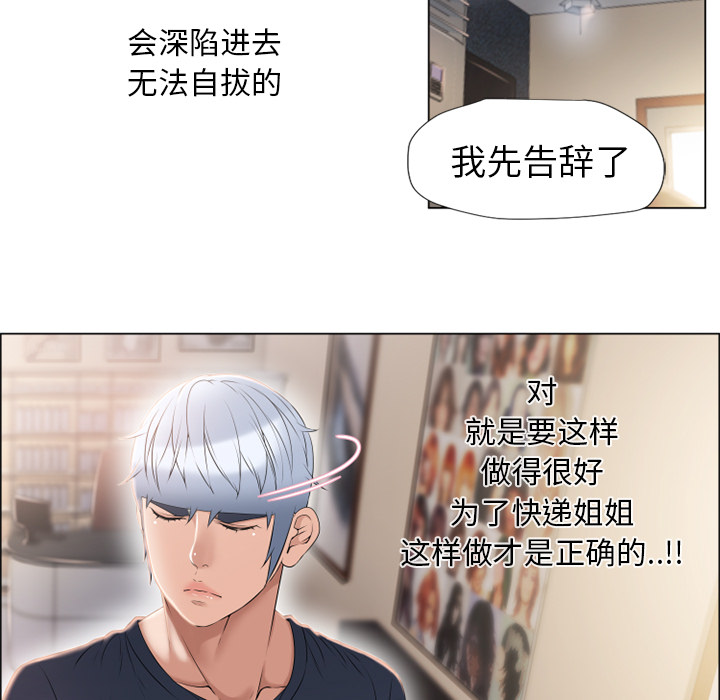 会深陷进去
无法自拔的
我先告辞了
对
就是要这样
做得很好
为了快递姐姐
这样做才是正确的..!!